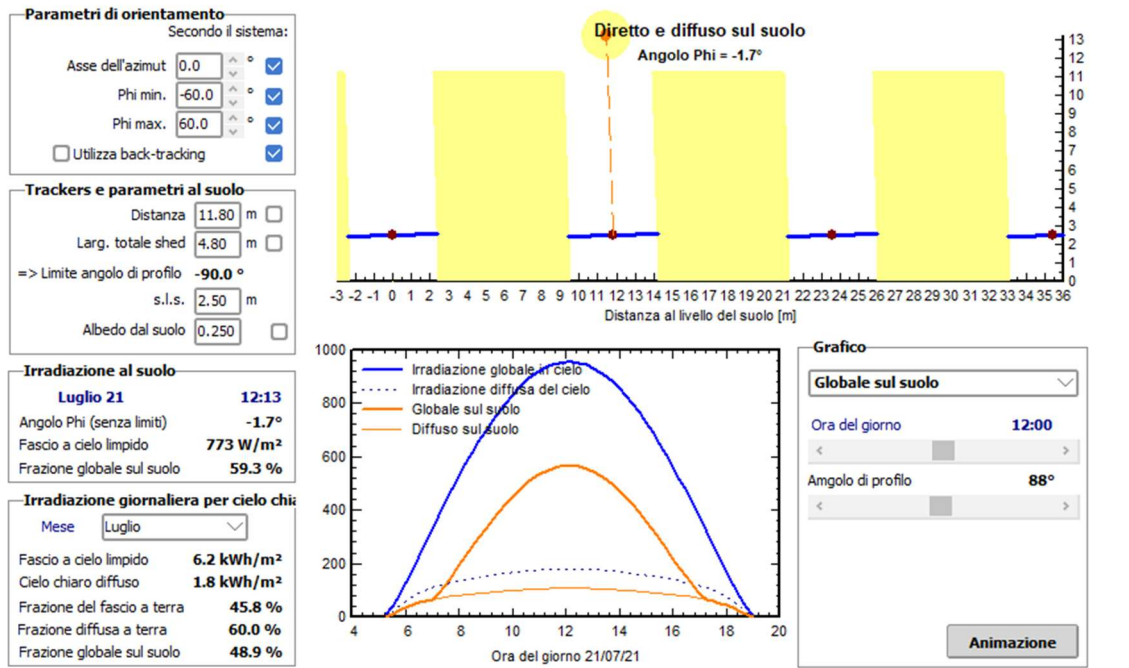 Parametri di orientamento
Secondo il sistema:
Asse dell'azimut 0.0 °
Phi min. -60.0 °
Phi max. 60.0 °
Utilizza back-tracking
Trackers e parametri al suolo
Distanza 11.80 m
Larg. totale shed 4.80 m
=> Limite angolo di profilo -90.0 °
s.l.s. 2.50 m
Albedo dal suolo 0.250
Irradiazione al suolo
Luglio 21 12:13
Angolo Phi (senza limiti) -1.7°
Fascio a cielo limpido 773 W/m²
Frazione globale sul suolo 59.3 %
Irradiazione giornaliera per cielo chia
Mese Luglio
Fascio a cielo limpido 6.2 kWh/m²
Cielo chiaro diffuso 1.8 kWh/m²
Frazione del fascio a terra 45.8 %
Frazione diffusa a terra 60.0 %
Frazione globale sul suolo 48.9 %
Diretto e diffuso sul suolo
Angolo Phi = -1.7°
13
12
11
10
9
8
7
6
5
4
3
2
1
0
-3 -2 -1 0 1 2 3 4 5 6 7 8 9 10 11 12 13 14 15 16 17 18 19 20 21 22 23 24 25 26 27 28 29 30 31 32 33 34 35 36
Distanza al livello del suolo [m]
1000
800
600
400
200
0
Irradiazione globale in cielo
Irradiazione diffusa del cielo
Globale sul suolo
Diffuso sul suolo
4 6 8 10 12 14 16 18 20
Ora del giorno 21/07/21
Grafico
Globale sul suolo
Ora del giorno 12:00
Amgolo di profilo 88°
Animazione